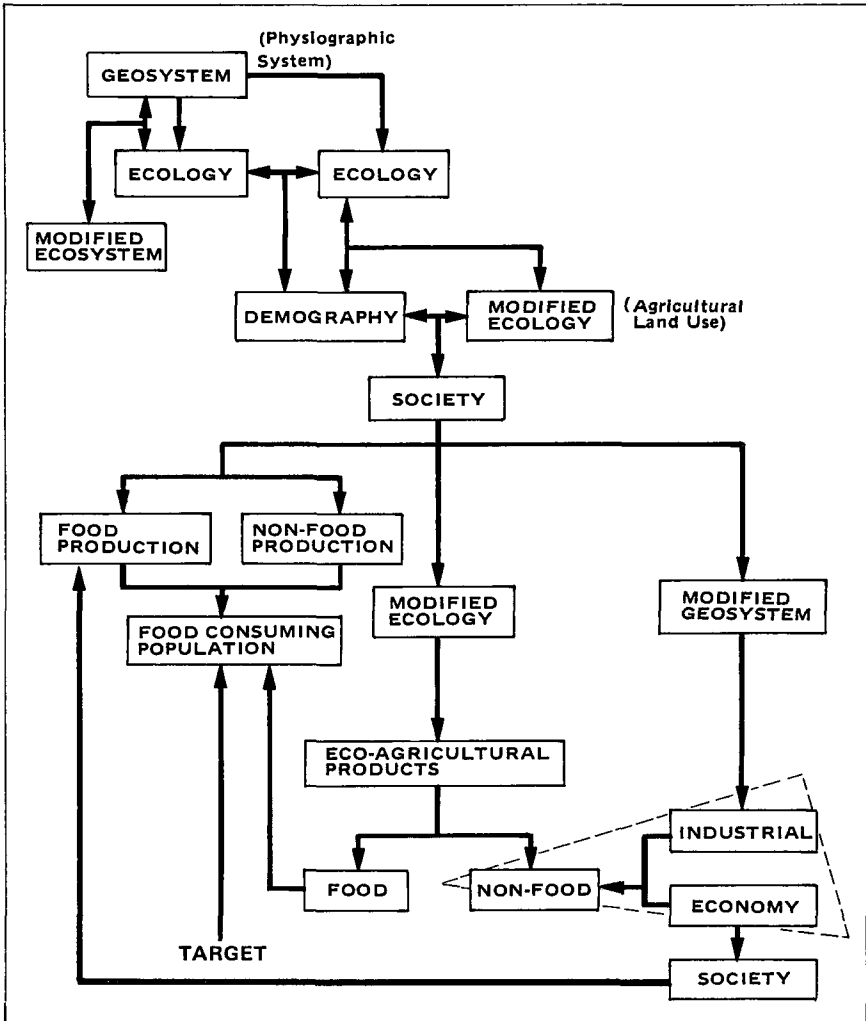 (Physiographic
System)
GEOSYSTEM
ECOLOGY
ECOLOGY
MODIFIED
ECOSYSTEM
DEMOGRAPHY
MODIFIED
ECOLOGY
(Agricultural
Land Use)
SOCIETY
FOOD
PRODUCTION
NON-FOOD
PRODUCTION
MODIFIED
ECOLOGY
MODIFIED
GEOSYSTEM
FOOD CONSUMING
POPULATION
ECO-AGRICULTURAL
PRODUCTS
INDUSTRIAL
FOOD
NON-FOOD
ECONOMY
TARGET
SOCIETY